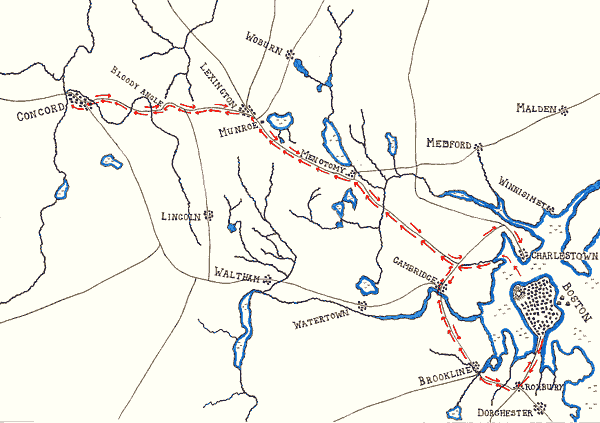 WOBURN
BLOODY ANGLE
LEXINGTON
CONCORD
MALDEN
MUNROE
MENOTOMY
MEDFORD
WINNISIMET
LINCOLN
CHARLESTOWN
CAMBRIDGE
WALTHAM
BOSTON
WATERTOWN
BROOKLINE
ROXBURY
DORCHESTER